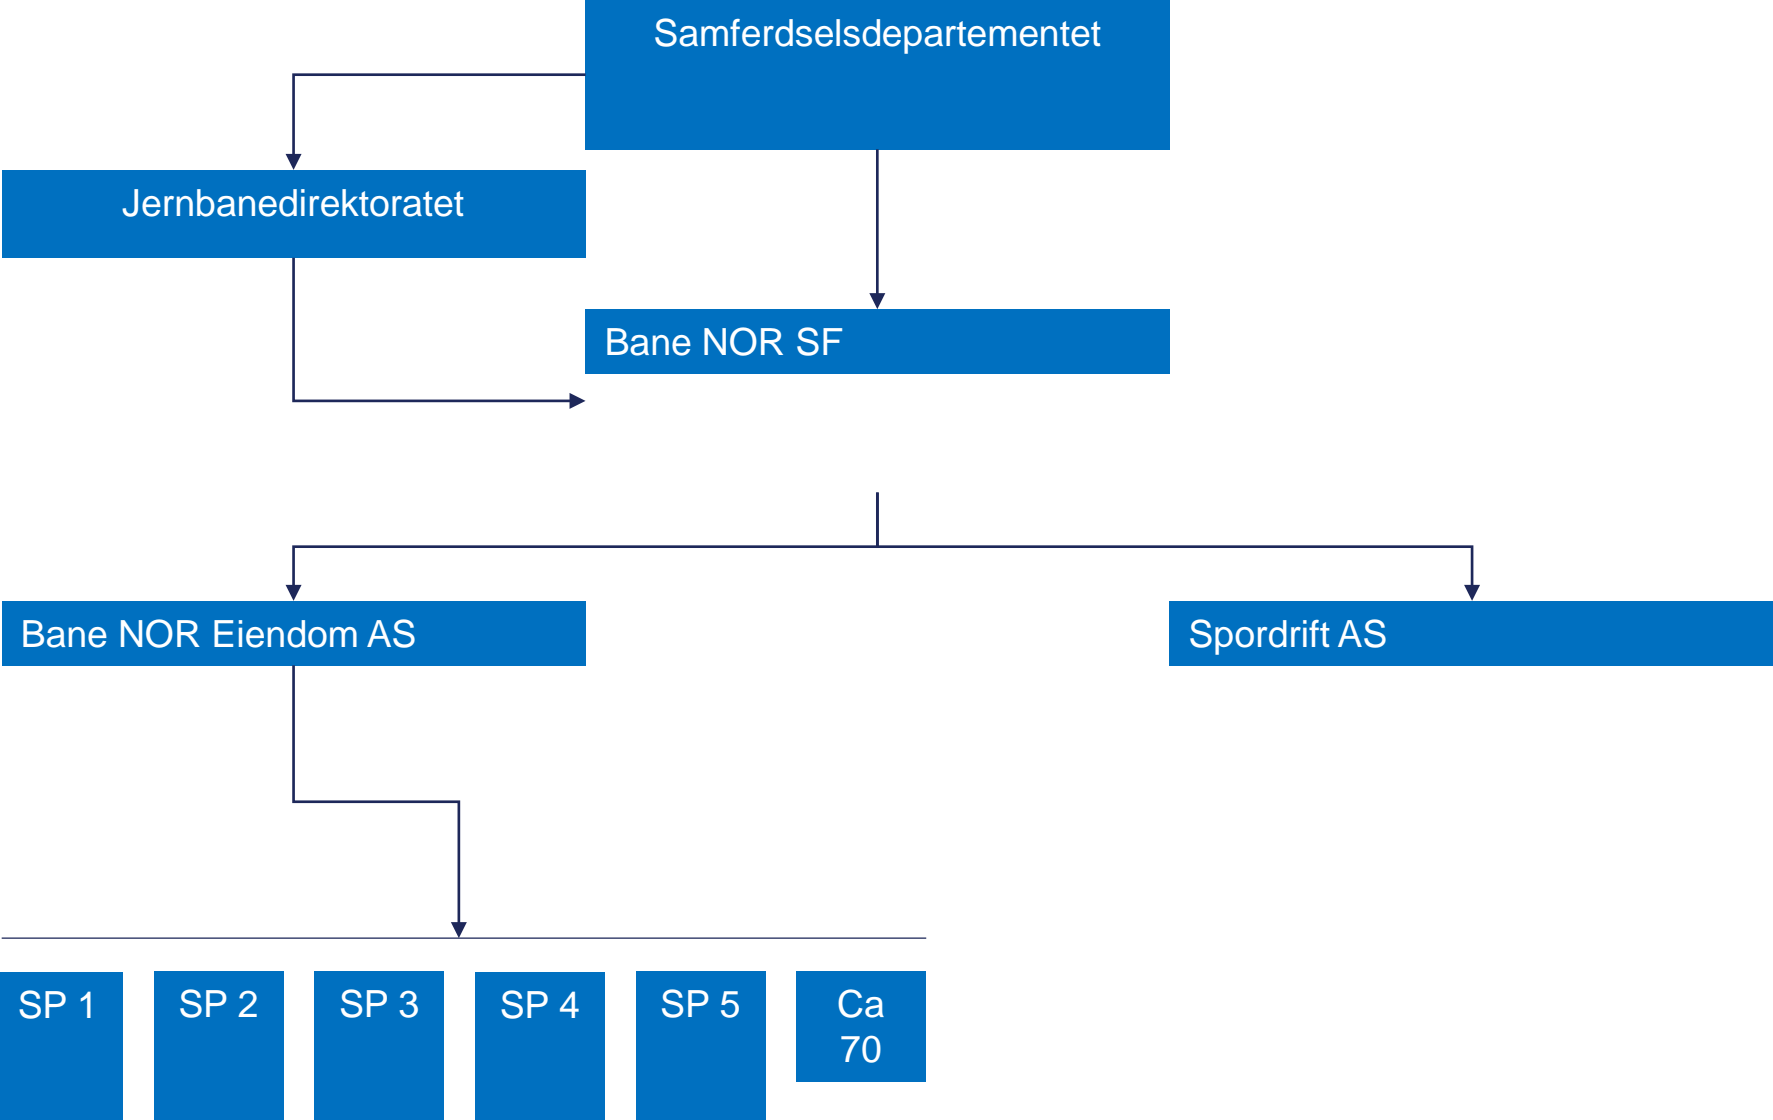 Samferdselsdepartementet
Jernbanedirektoratet
Bane NOR SF
Bane NOR Eiendom AS
Spordrift AS
SP 1
SP 2
SP 3
SP 4
SP 5
Ca
70